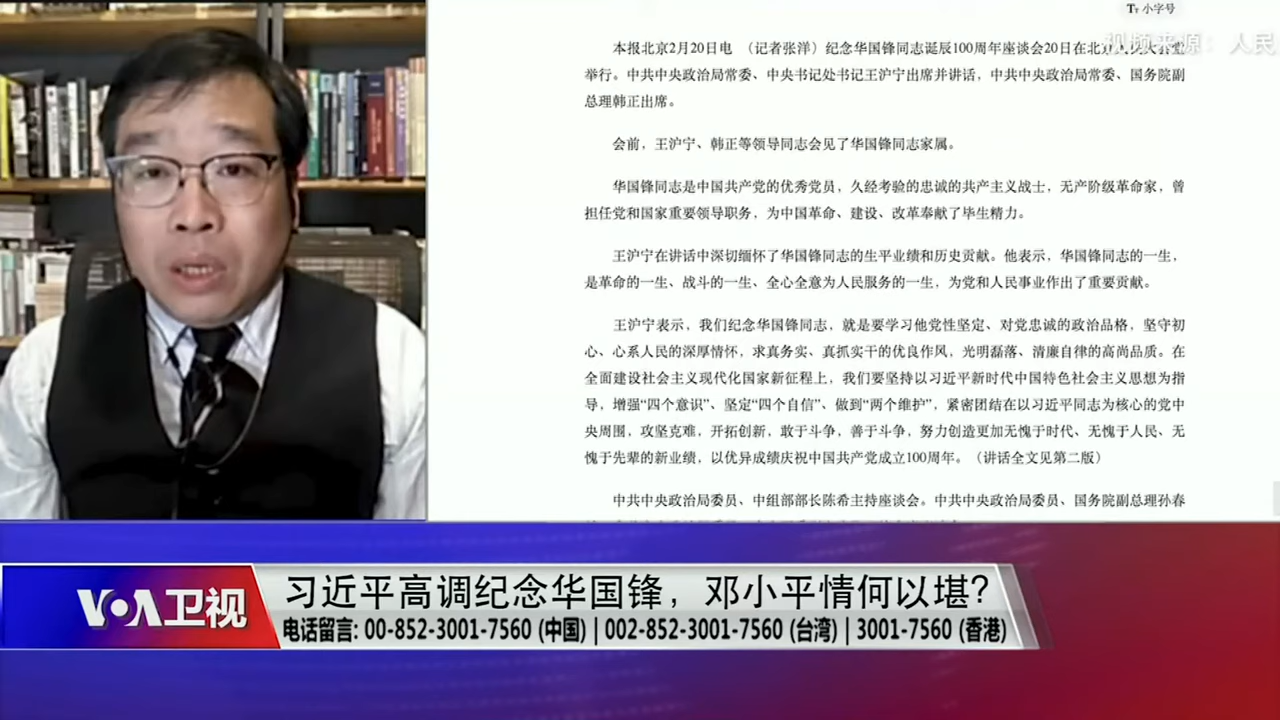 T⊤ 小字号
视频来源： 人民
本报北京2月20日电 （记者张洋）纪念华国锋同志诞辰100周年座谈会20日在北京
举行。中共中央政治局常委、中央书记处书记王沪宁出席并讲话，中共中央政治局常委、国务院副
总理韩正出席。
会前，王沪宁、韩正等领导同志会见了华国锋同志家属。
华国锋同志是中国共产党的优秀党员，久经考验的忠诚的共产主义战士，无产阶级革命家，曾
担任党和国家重要领导职务，为中国革命、建设、改革奉献了毕生精力。
王沪宁在讲话中深切缅怀了华国锋同志的生平业绩和历史贡献。他表示，华国锋同志的一生，
是革命的一生、战斗的一生、全心全意为人民服务的一生，为党和人民事业作出了重要贡献。
王沪宁表示，我们纪念华国锋同志，就是要学习他党性坚定、对党忠诚的政治品格，坚守初
心、心系人民的深厚情怀，求真务实、真抓实干的优良作风，光明磊落、清廉自律的高尚品质。在
全面建设社会主义现代化国家新征程上，我们要坚持以习近平新时代中国特色社会主义思想为指
导，增强“四个意识”、坚定“四个自信”、做到“两个维护”，紧密团结在以习近平同志为核心的党中
央周围，攻坚克难，开拓创新，敢于斗争，善于斗争，努力创造更加无愧于时代、无愧于人民、无
愧于先辈的新业绩，以优异成绩庆祝中国共产党成立100周年。（讲话全文见第二版）
中共中央政治局委员、中组部部长陈希主持座谈会。中共中央政治局委员、国务院副总理孙春
VOA卫视
习近平高调纪念华国锋，邓小平情何以堪？
电话留言: 00-852-3001-7560 (中国) | 002-852-3001-7560 (台湾) | 3001-7560 (香港)